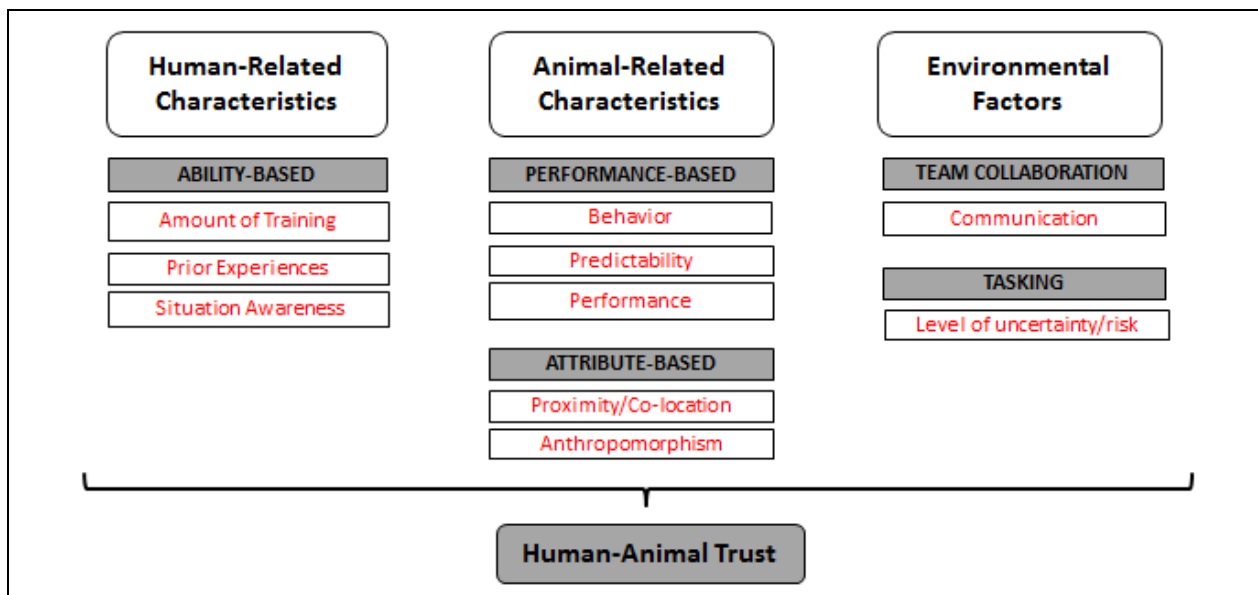 Human-Related
Characteristics
ABILITY-BASED
Amount of Training
Prior Experiences
Situation Awareness
Animal-Related
Characteristics
PERFORMANCE-BASED
Behavior
Predictability
Performance
ATTRIBUTE-BASED
Proximity/Co-location
Anthropomorphism
Environmental
Factors
TEAM COLLABORATION
Communication
TASKING
Level of uncertainty/risk
Human-Animal Trust